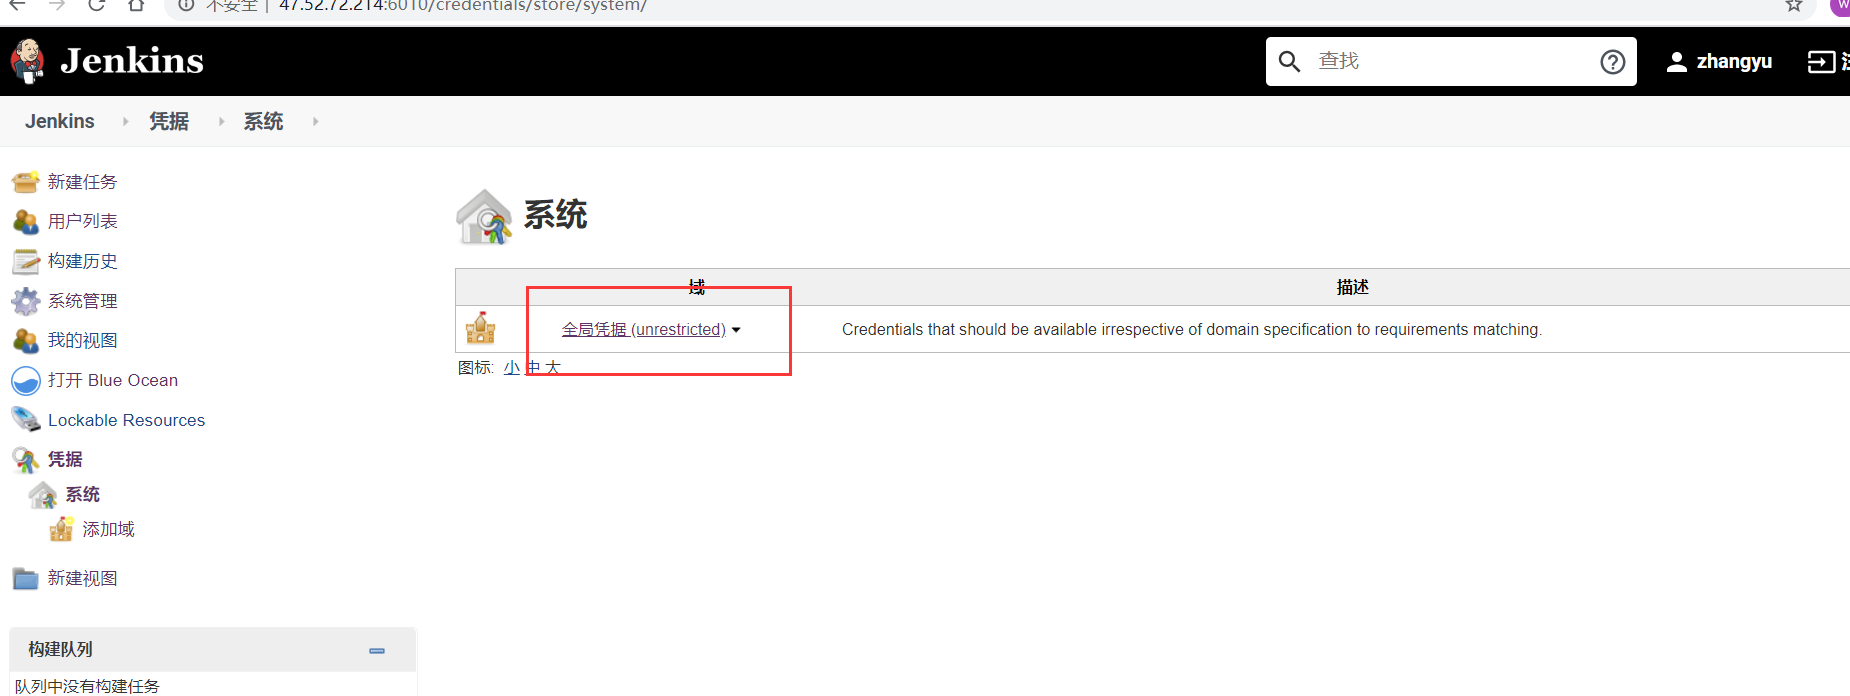 不安全 | 47.52.72.214:6010/credentials/store/system/
Jenkins
查找
zhangyu
Jenkins 凭据 系统
新建任务
用户列表
构建历史
系统管理
我的视图
打开 Blue Ocean
Lockable Resources
凭据
系统
添加域
新建视图
构建队列
队列中没有构建任务
系统
域 描述
全局凭据 (unrestricted) Credentials that should be available irrespective of domain specification to requirements matching.
图标: 小 中 大